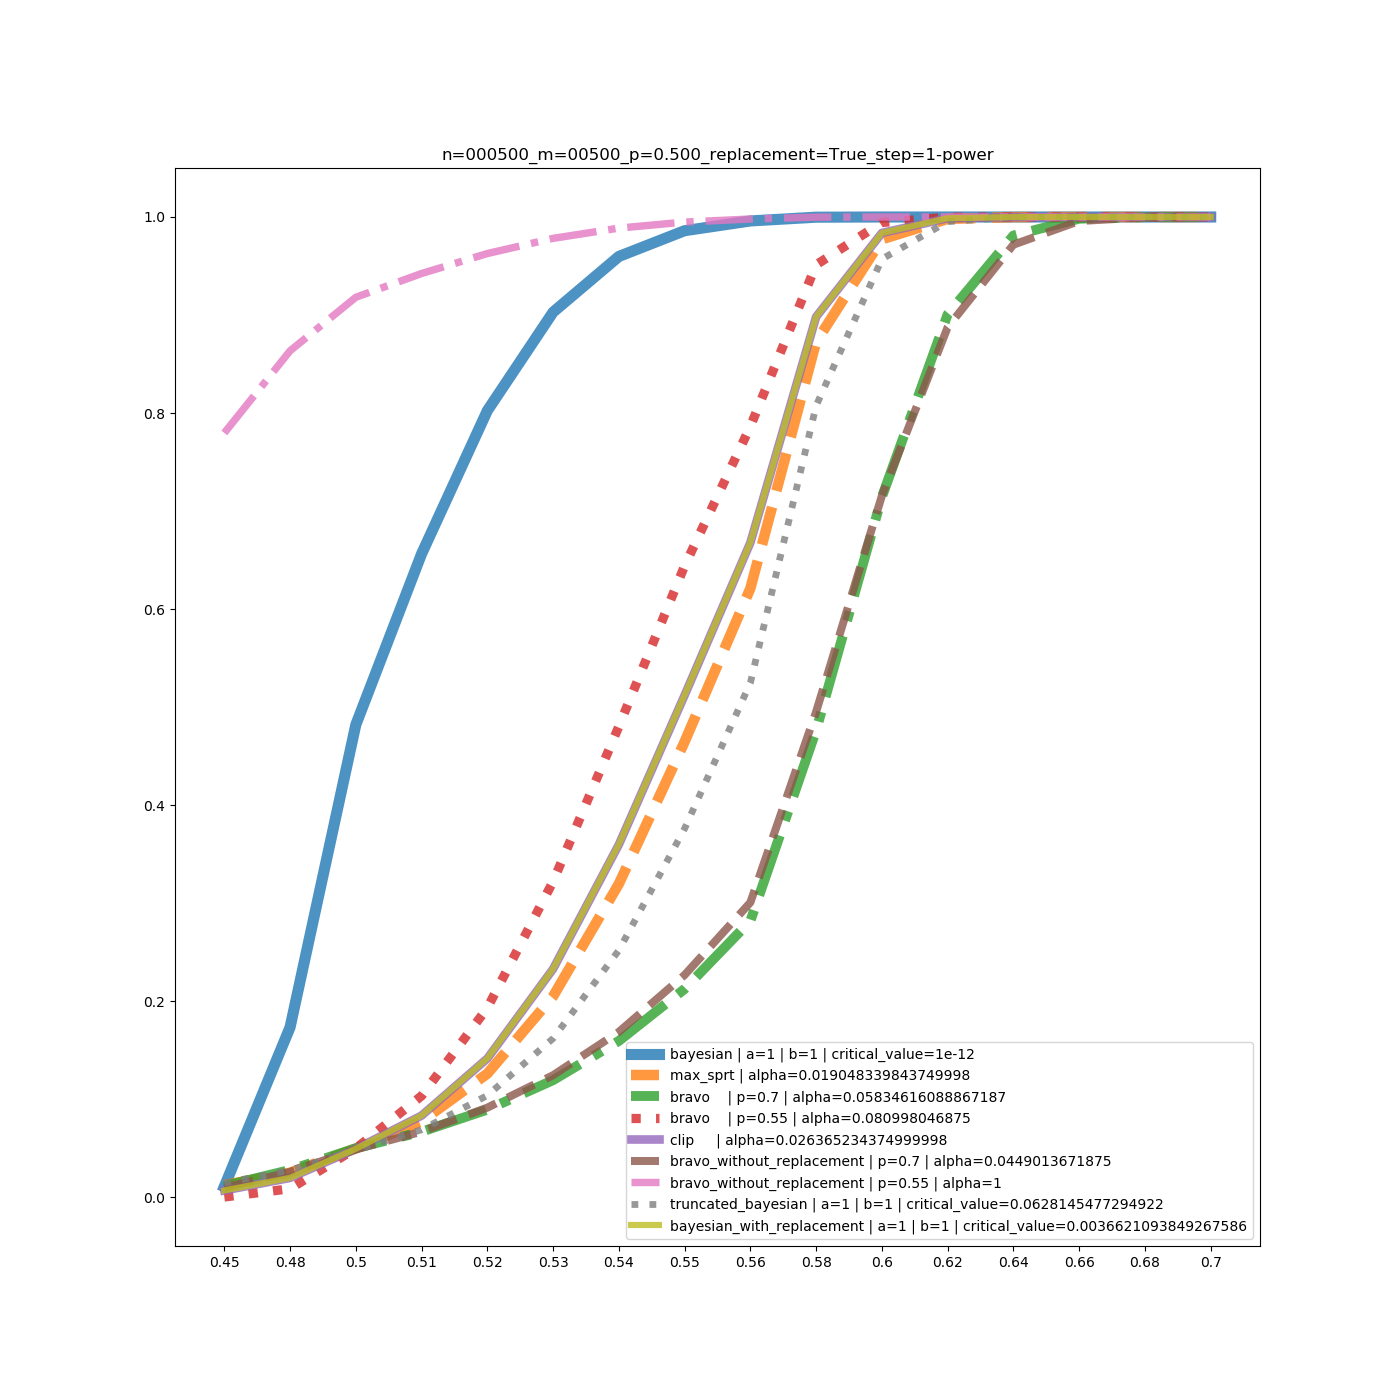 n=000500_m=00500_p=0.500_replacement=True_step=1-power
1.0
0.8
0.6
0.4
0.2
0.0
bayesian | a=1 | b=1 | critical_value=1e-12
max_sprt | alpha=0.019048339843749998
bravo    | p=0.7 | alpha=0.05834616088867187
bravo    | p=0.55 | alpha=0.080998046875
clip     | alpha=0.026365234374999998
bravo_without_replacement | p=0.7 | alpha=0.0449013671875
bravo_without_replacement | p=0.55 | alpha=1
truncated_bayesian | a=1 | b=1 | critical_value=0.0628145477294922
bayesian_with_replacement | a=1 | b=1 | critical_value=0.0036621093849267586
0.45 0.48 0.5 0.51 0.52 0.53 0.54 0.55 0.56 0.58 0.6 0.62 0.64 0.66 0.68 0.7